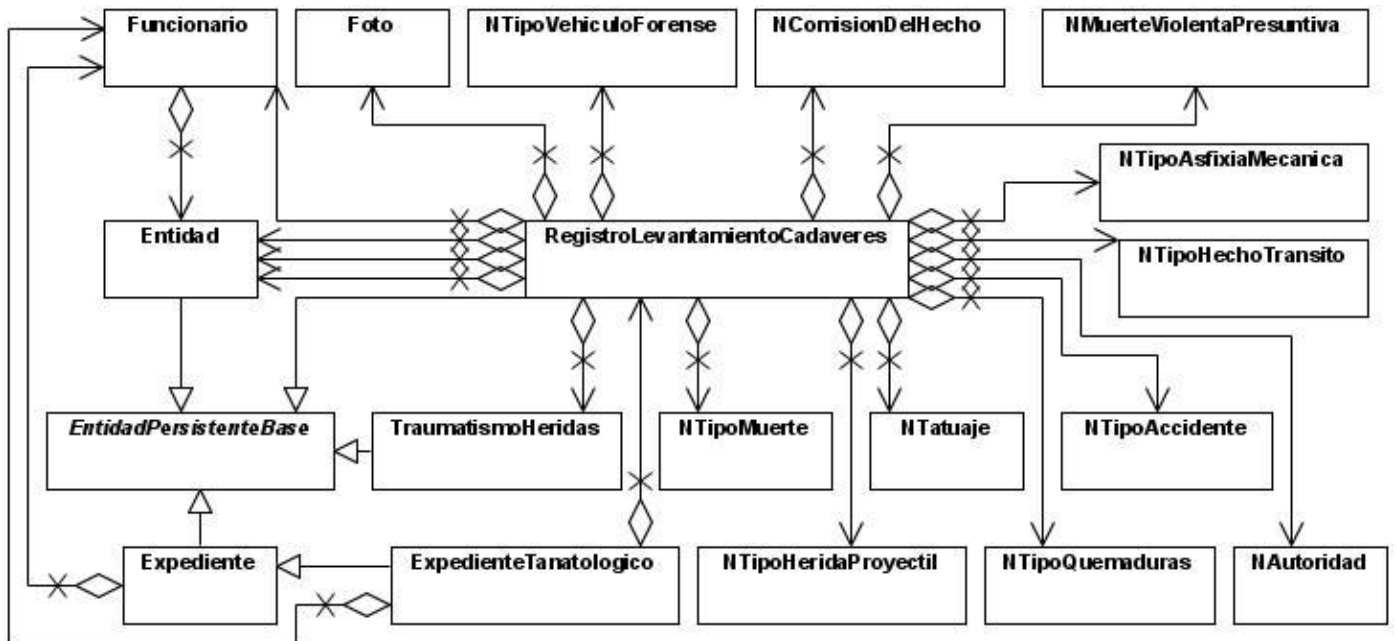 Funcionario
Foto
NTipoVehiculoForense
NComisionDelHecho
NMuerteViolentaPresuntiva
NTipoAsfixiaMecanica
Entidad
RegistroLevantamientoCadaveres
NTipoHechoTransito
EntidadPersistenteBase
TraumatismoHeridas
NTipoMuerte
NTatuaje
NTipoAccidente
Expediente
ExpedienteTanatologico
NTipoHeridaProyectil
NTipoQuemaduras
NAutoridad